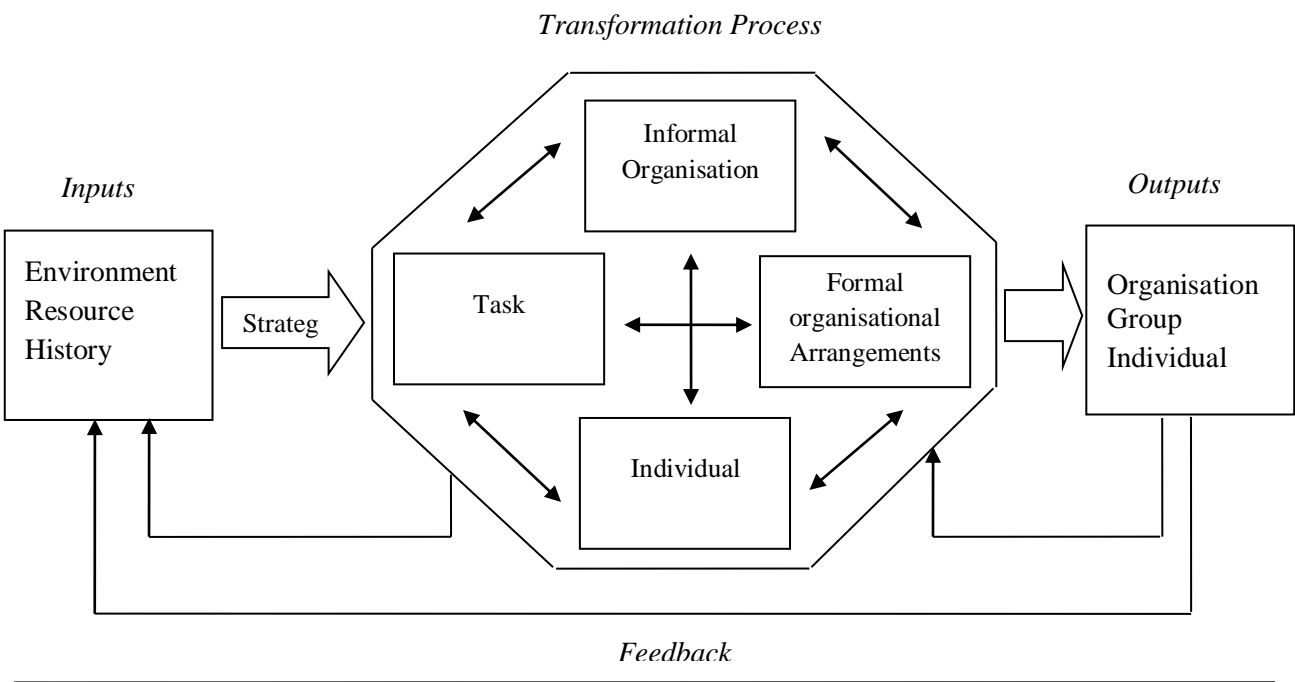 Transformation Process
Inputs
Environment
Resource
History
Strateg
Informal
Organisation
Task
Formal
organisational
Arrangements
Individual
Outputs
Organisation
Group
Individual
Feedback